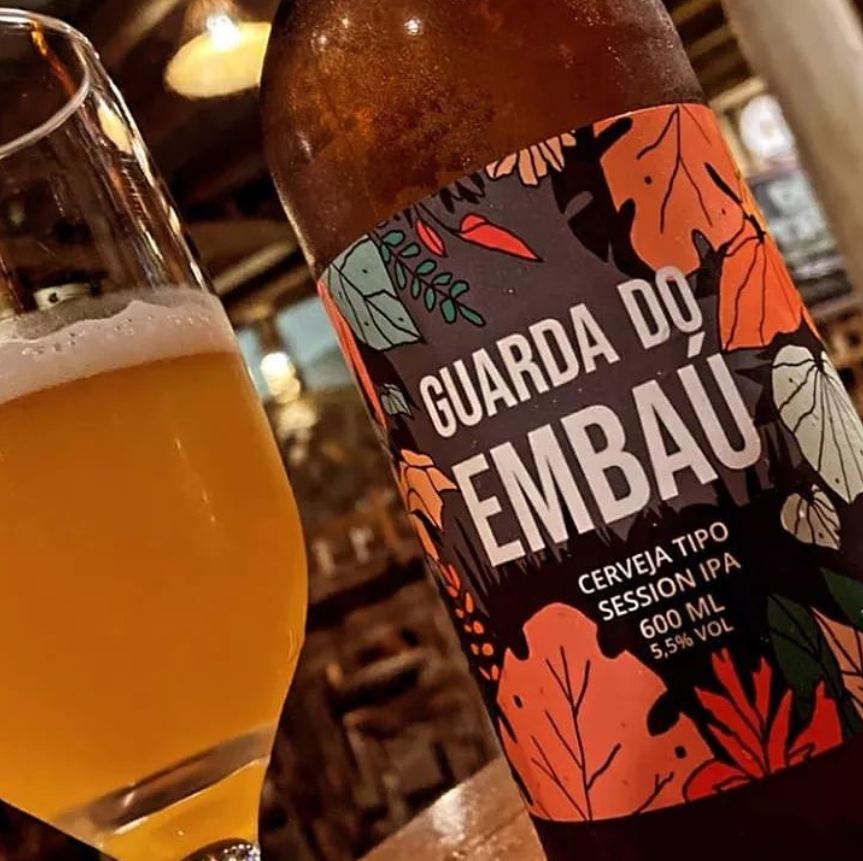 GUARDA DO
EMBAÚ
CERVEJA TIPO
SESSION IPA
600 ML
5,5% VOL